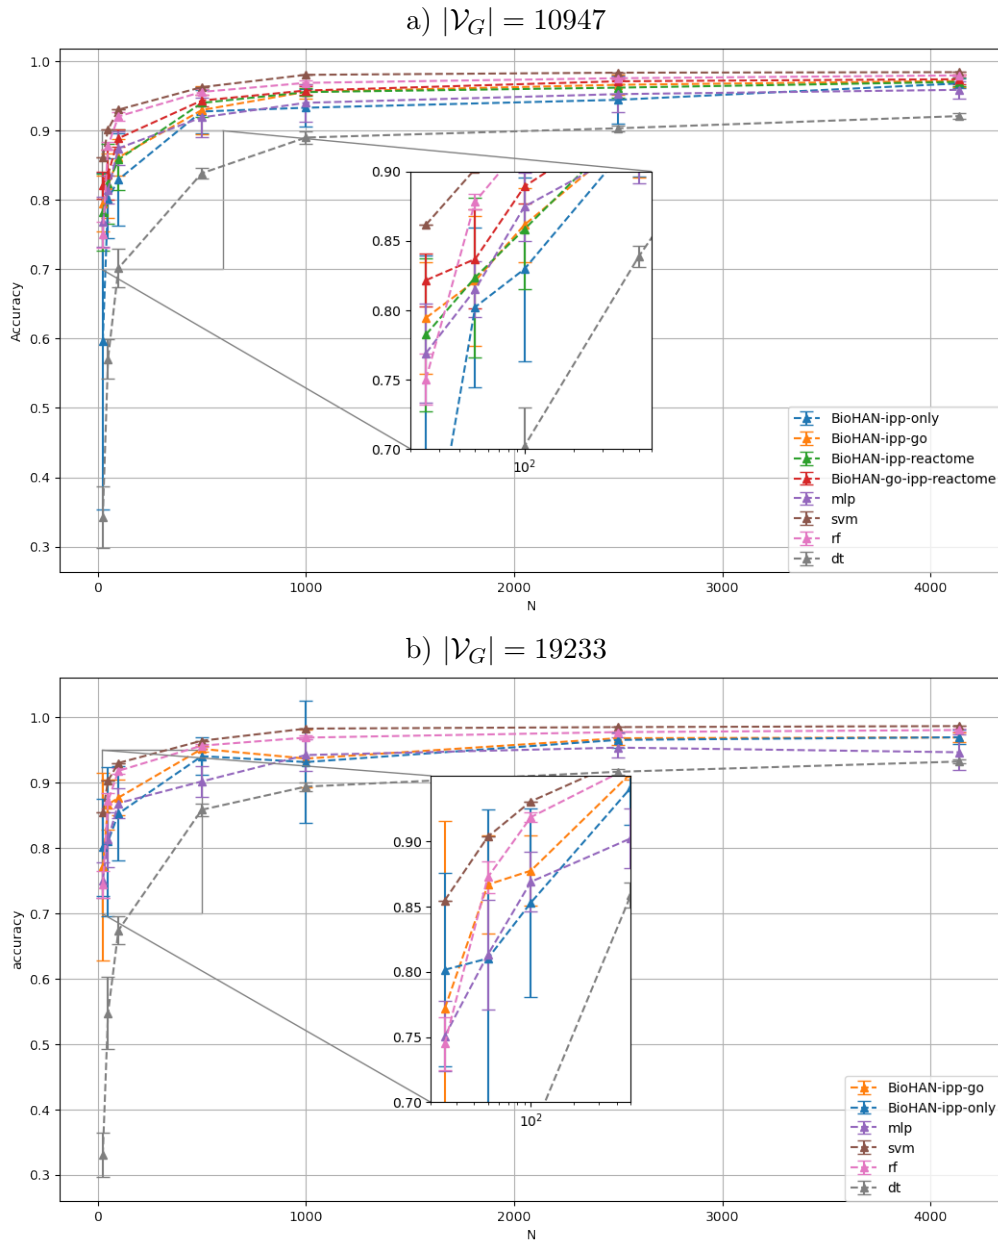 a) |𝒱_G| = 10947
1.0
0.9
0.8
0.7
0.6
0.5
0.4
0.3
Accuracy
0.90
0.85
0.80
0.75
0.70
10²
BioHAN-ipp-only
BioHAN-ipp-go
BioHAN-ipp-reactome
BioHAN-go-ipp-reactome
mlp
svm
rf
dt
0 1000 2000 3000 4000
N
b) |𝒱_G| = 19233
1.0
0.9
0.8
0.7
0.6
0.5
0.4
0.3
accuracy
0.90
0.85
0.80
0.75
0.70
10²
BioHAN-ipp-go
BioHAN-ipp-only
mlp
svm
rf
dt
0 1000 2000 3000 4000
N